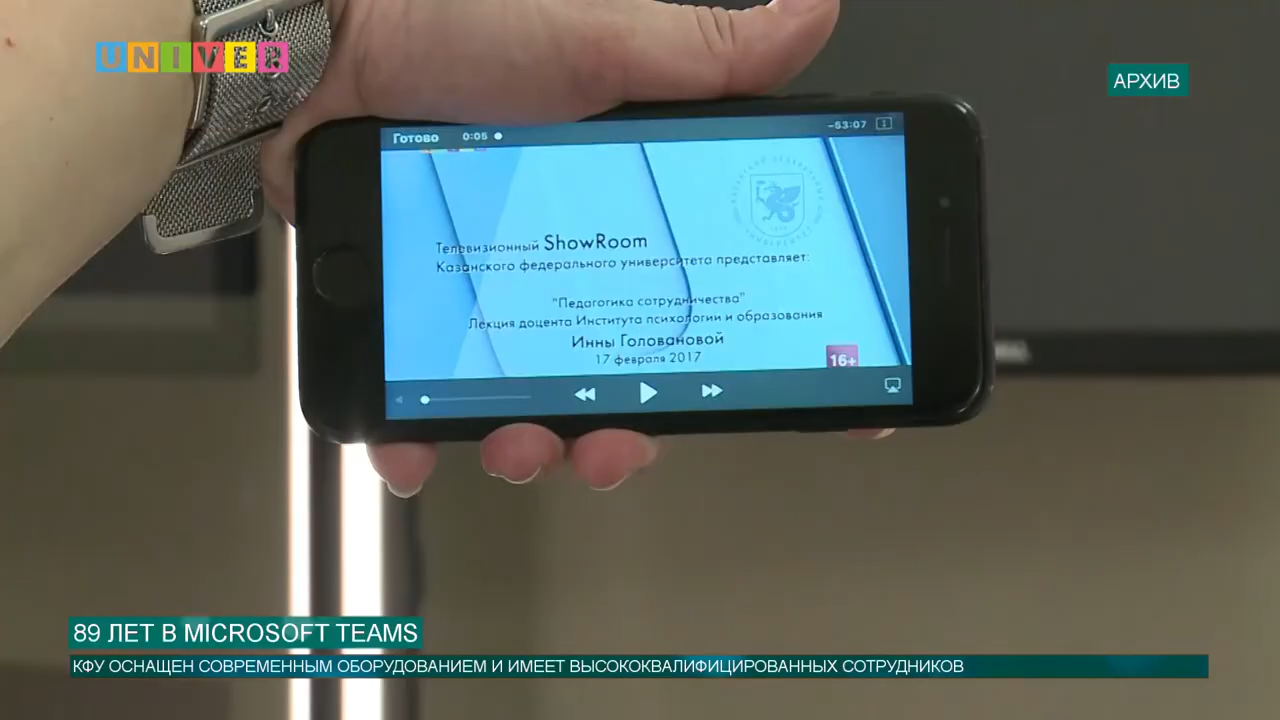 UNIVER
АРХИВ
Готово 0:05 -53:07
Телевизионный ShowRoom
Казанского федерального университета представляет:
"Педагогика сотрудничества"
Лекция доцента Института психологии и образования
Инны Головановой
17 февраля 2017
16+
89 ЛЕТ В MICROSOFT TEAMS
КФУ ОСНАЩЕН СОВРЕМЕННЫМ ОБОРУДОВАНИЕМ И ИМЕЕТ ВЫСОКОКВАЛИФИЦИРОВАННЫХ СОТРУДНИКОВ